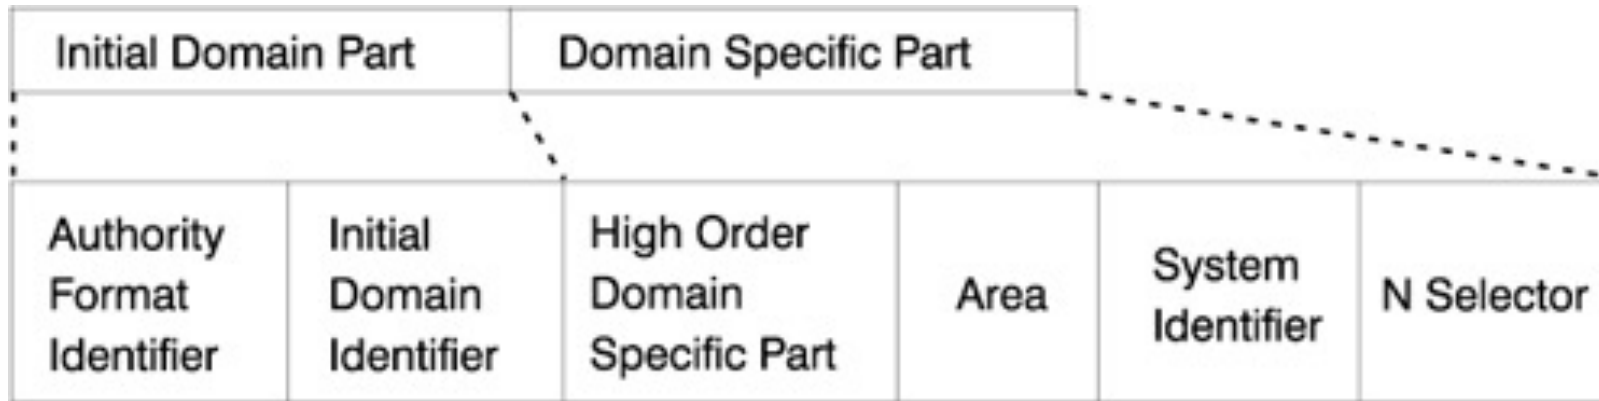 Initial Domain Part
Domain Specific Part
Authority
Format
Identifier
Initial
Domain
Identifier
High Order
Domain
Specific Part
Area
System
Identifier
N Selector